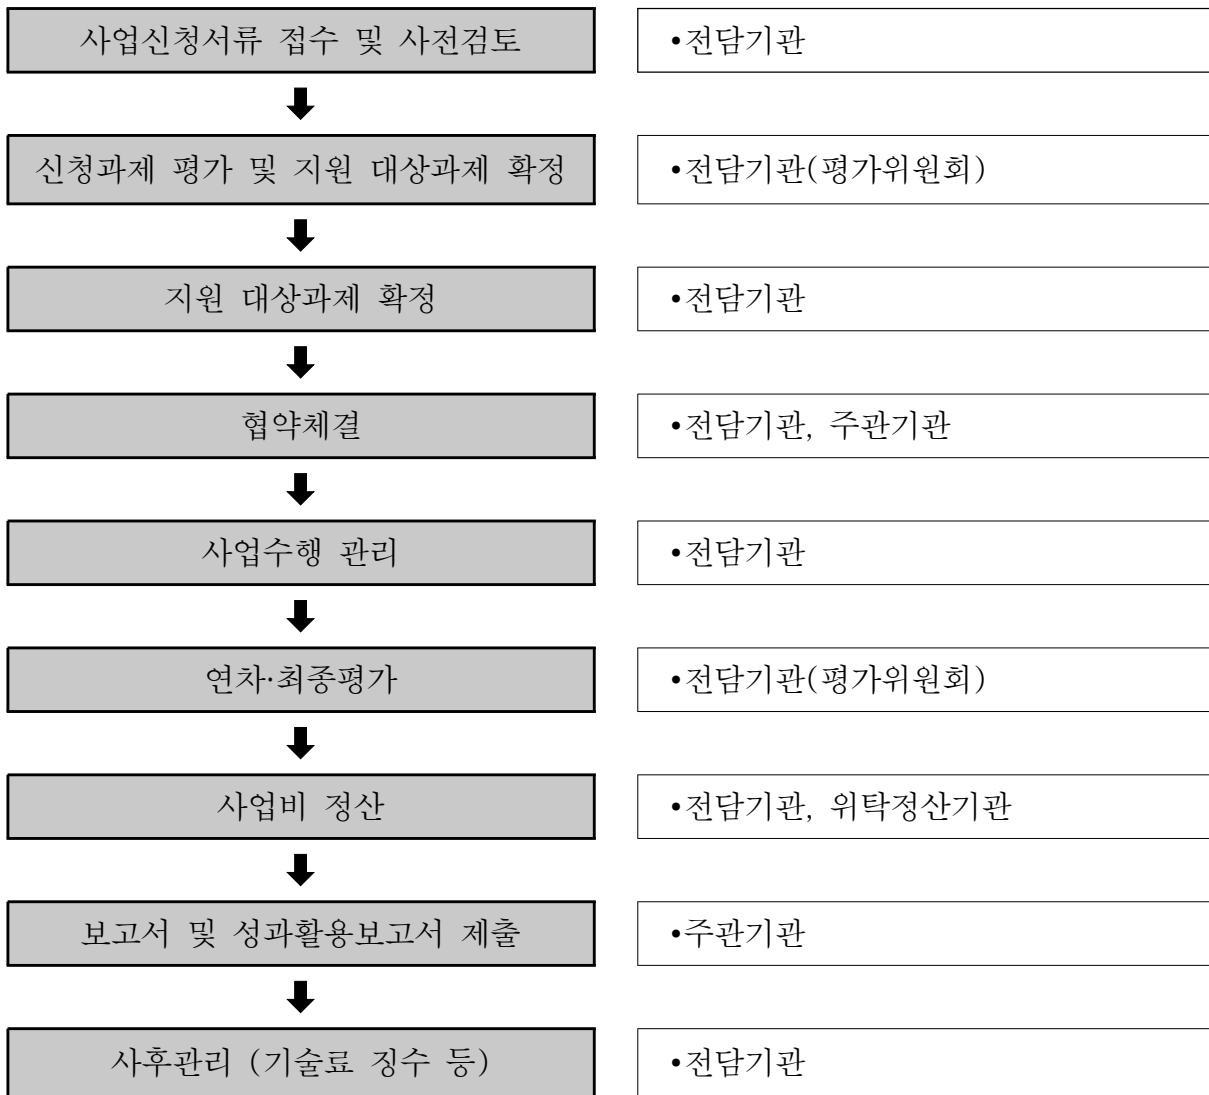 사업신청서류 접수 및 사전검토
•전담기관
신청과제 평가 및 지원 대상과제 확정
•전담기관(평가위원회)
지원 대상과제 확정
•전담기관
협약체결
•전담기관, 주관기관
사업수행 관리
•전담기관
연차·최종평가
•전담기관(평가위원회)
사업비 정산
•전담기관, 위탁정산기관
보고서 및 성과활용보고서 제출
•주관기관
사후관리 (기술료 징수 등)
•전담기관